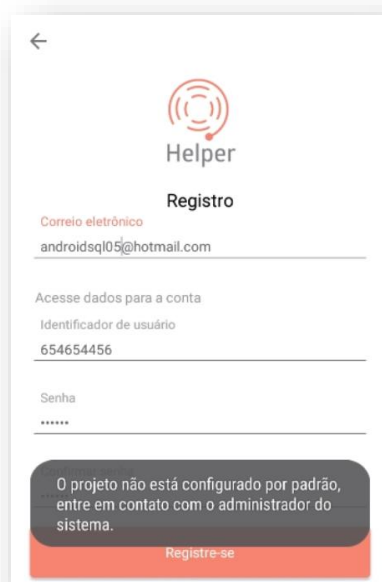 Helper
Registro
Correio eletrônico
androidsql05@hotmail.com
Acesse dados para a conta
Identificador de usuário
654654456
Senha
••••••
O projeto não está configurado por padrão,
entre em contato com o administrador do
sistema.
Registre-se